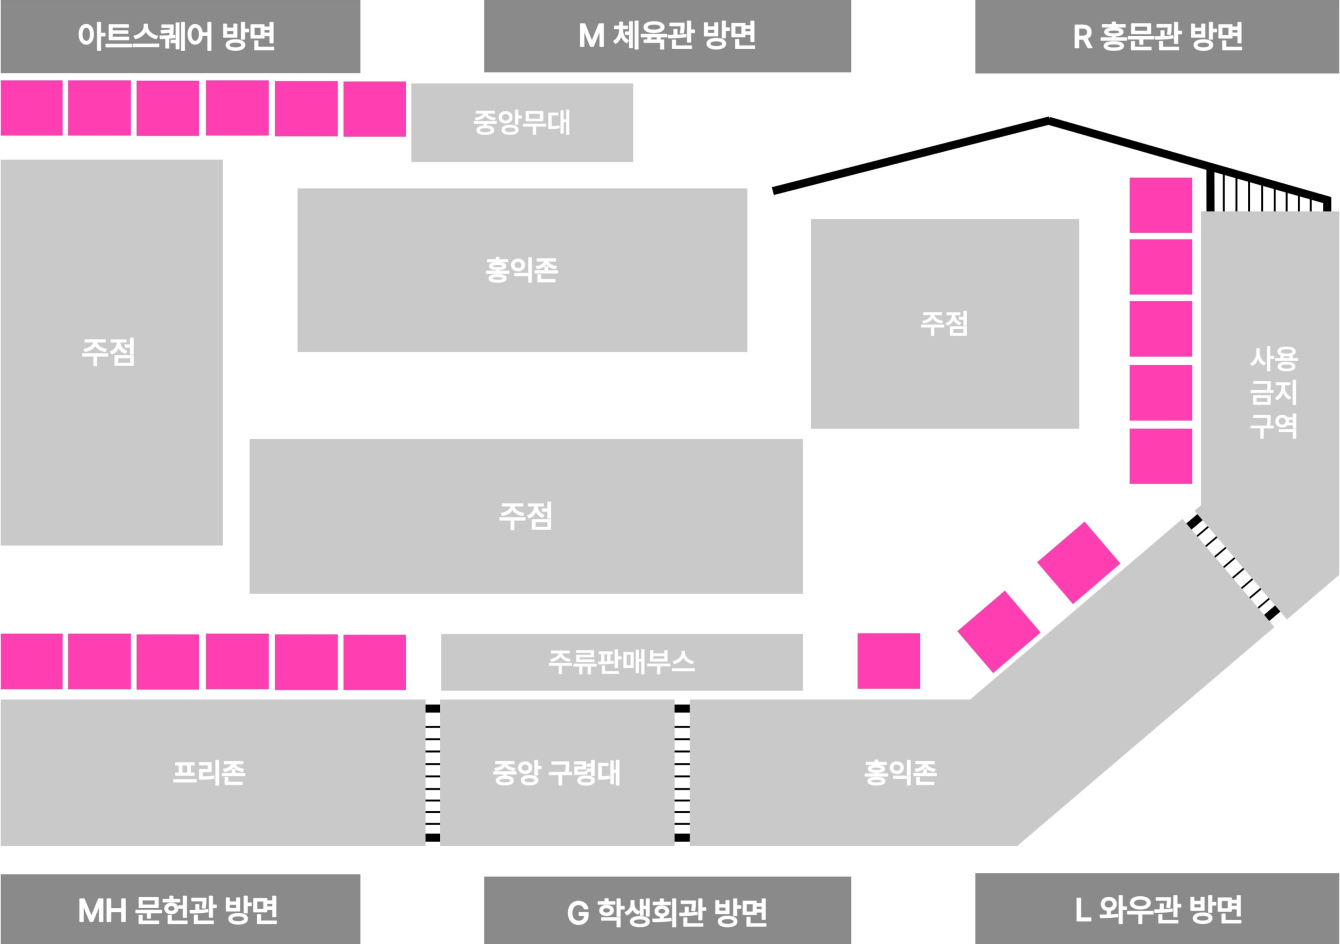 아트스퀘어 방면
M 체육관 방면
R 홍문관 방면
중앙무대
홍익존
주점
주점
사용
금지
구역
주점
주류판매부스
프리존
중앙 구령대
홍익존
MH 문헌관 방면
G 학생회관 방면
L 와우관 방면